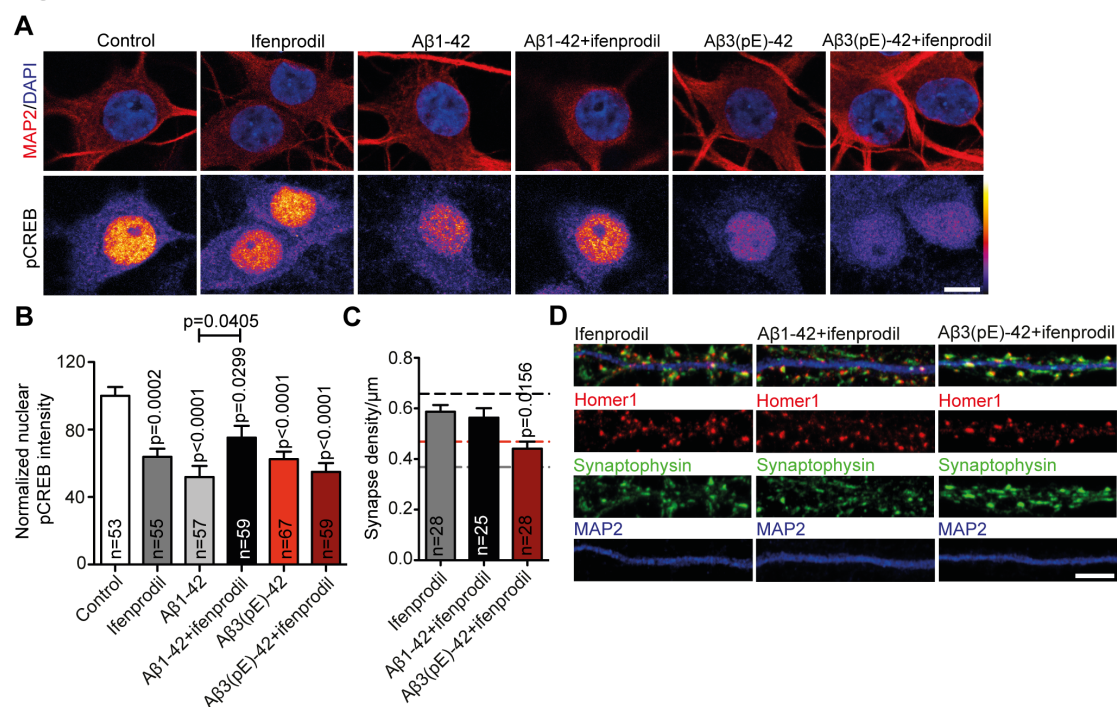 A
Control Ifenprodil Aβ1-42 Aβ1-42+ifenprodil Aβ3(pE)-42 Aβ3(pE)-42+ifenprodil
MAP2/DAPI
pCREB
B
p=0.0405
Normalized nuclear
pCREB intensity
120
80
40
0
p=0.0002
p<0.0001
p=0.0299
p<0.0001
p<0.0001
n=53
n=55
n=57
n=59
n=67
n=59
Control
Ifenprodil
Aβ1-42
Aβ1-42+ifenprodil
Aβ3(pE)-42
Aβ3(pE)-42+ifenprodil
C
Synapse density/μm
0.8
0.6
0.4
0.2
0.0
p=0.0156
n=28
n=25
n=28
Ifenprodil
Aβ1-42+ifenprodil
Aβ3(pE)-42+ifenprodil
D
Ifenprodil Aβ1-42+ifenprodil Aβ3(pE)-42+ifenprodil
Homer1 Homer1 Homer1
Synaptophysin Synaptophysin Synaptophysin
MAP2 MAP2 MAP2